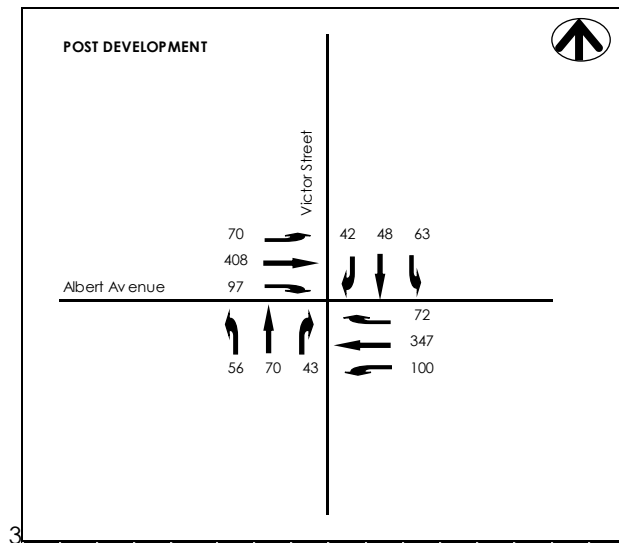 POST DEVELOPMENT
Victor Street
70 42 48 63
408
Albert Avenue 97
72
347
56 70 43 100
3